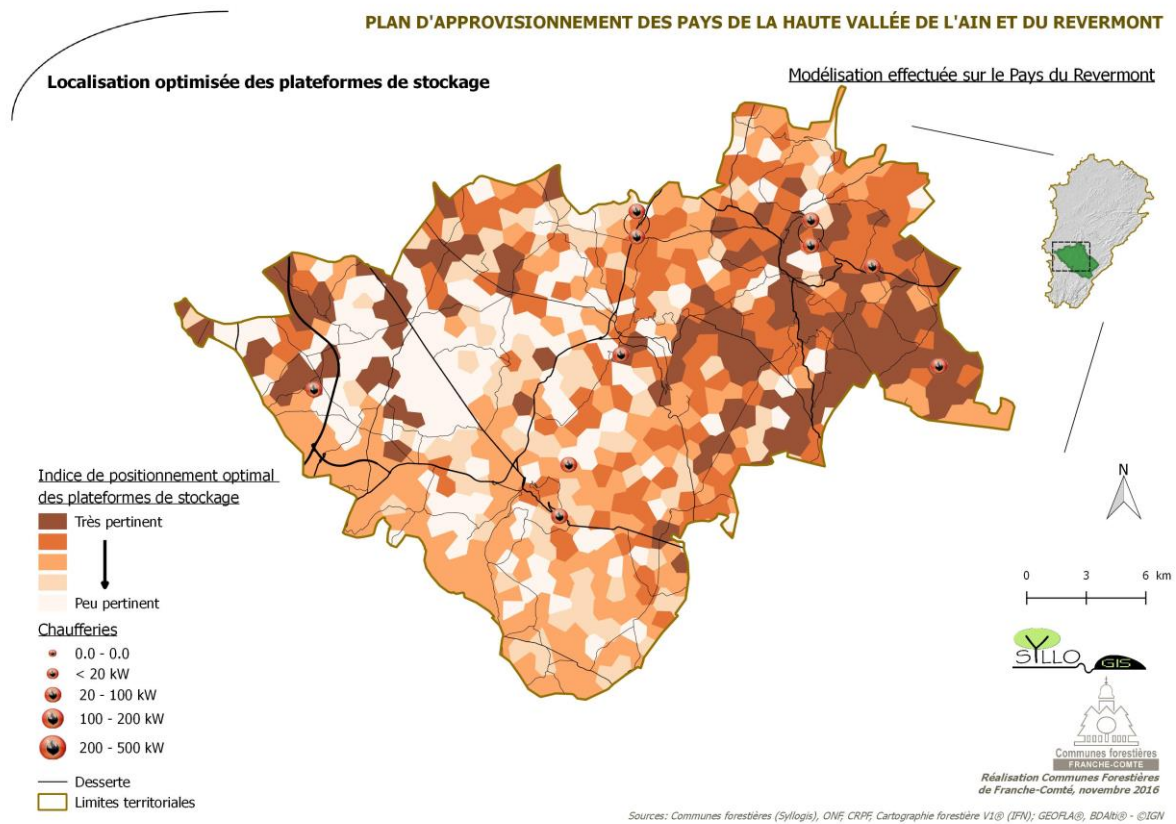 PLAN D'APPROVISIONNEMENT DES PAYS DE LA HAUTE VALLÉE DE L'AIN ET DU REVERMONT
Localisation optimisée des plateformes de stockage
Modélisation effectuée sur le Pays du Revermont
Indice de positionnement optimal
des plateformes de stockage
Très pertinent
Peu pertinent
Chaufferies
0.0 - 0.0
< 20 kW
20 - 100 kW
100 - 200 kW
200 - 500 kW
Desserte
Limites territoriales
N
0 3 6 km
SYLLO GIS
Communes forestières
FRANCHE-COMTE
Réalisation Communes Forestières
de Franche-Comté, novembre 2016
Sources: Communes forestières (Syllogis), ONF, CRPF, Cartographie forestière V1® (IFN); GEOFLA®, BDAlti® - ©IGN